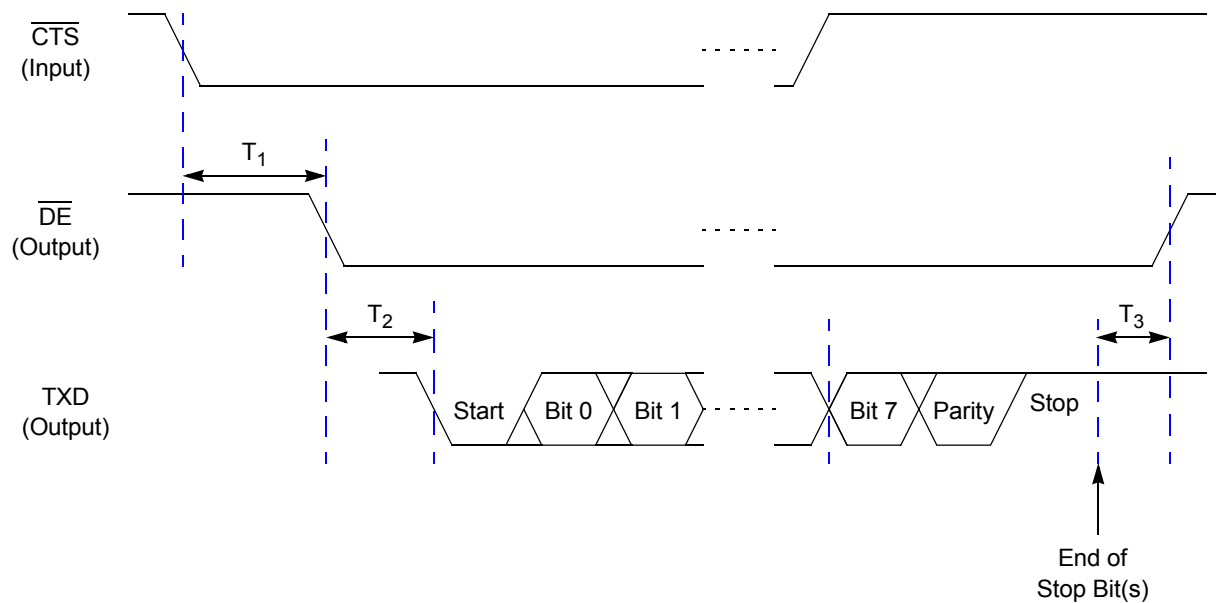 CTS
(Input)
T1
DE
(Output)
T2
T3
TXD
(Output)
Start
Bit 0
Bit 1
Bit 7
Parity
Stop
End of
Stop Bit(s)